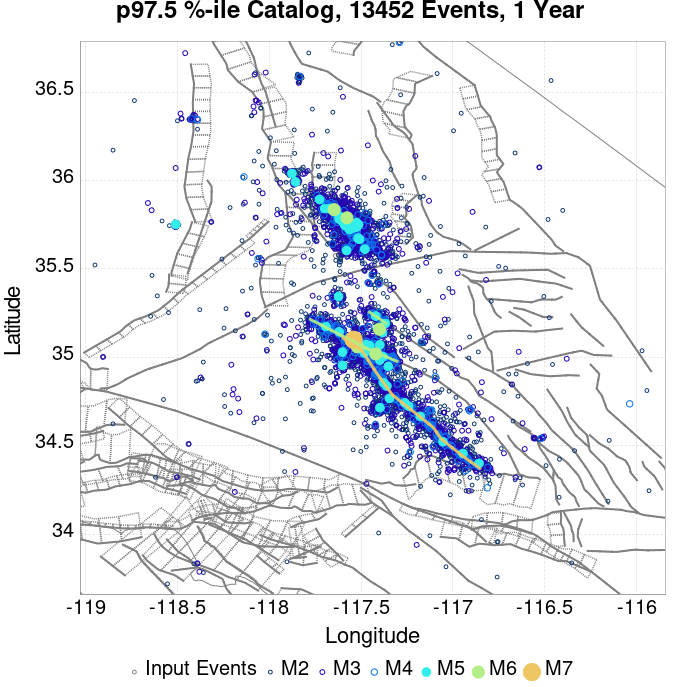 p97.5 %-ile Catalog, 13452 Events, 1 Year
36.5
36
35.5
35
34.5
34
Latitude
-119 -118.5 -118 -117.5 -117 -116.5 -116
Longitude
Input Events M2 M3 M4 M5 M6 M7